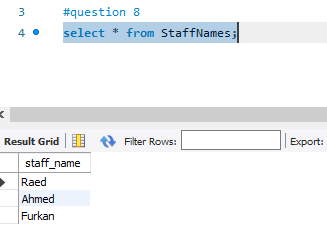 3 #question 8
4 select * from StaffNames;
Result Grid Filter Rows: Export:
staff_name
Raed
Ahmed
Furkan